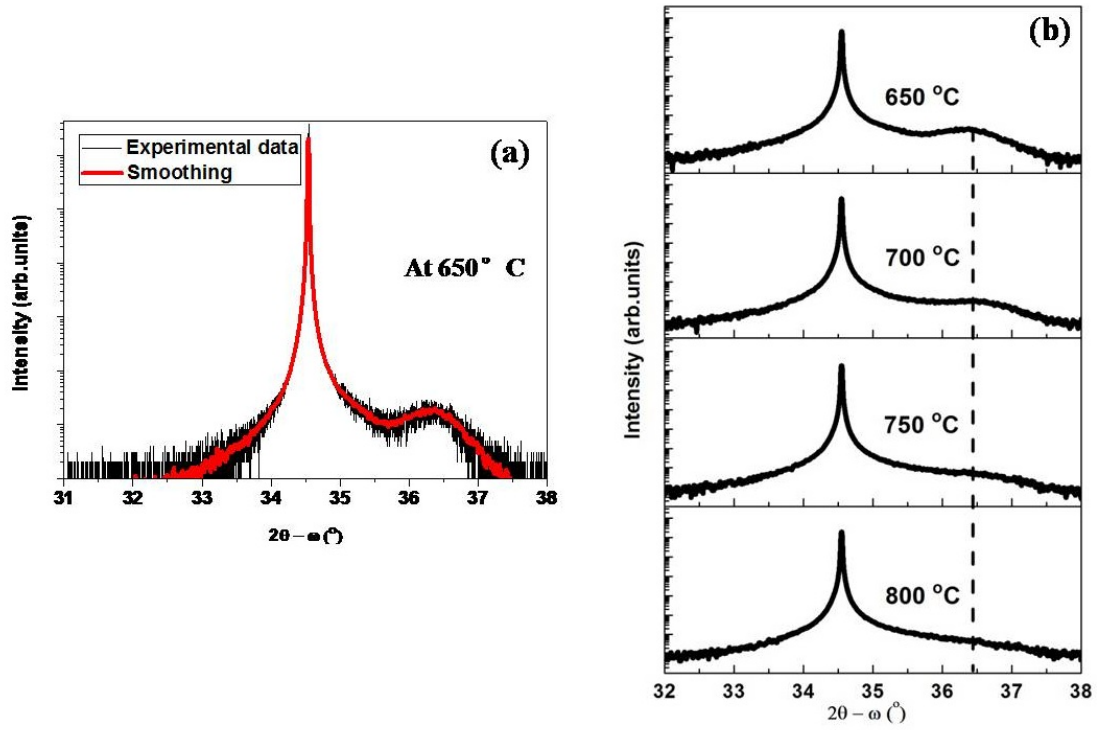 Experimental data
Smoothing
(a)
At 650° C
Intensity (arb.units)
31 32 33 34 35 36 37 38
2θ – ω (°)
(b)
650 °C
700 °C
750 °C
800 °C
Intensity (arb.units)
32 33 34 35 36 37 38
2θ – ω (°)